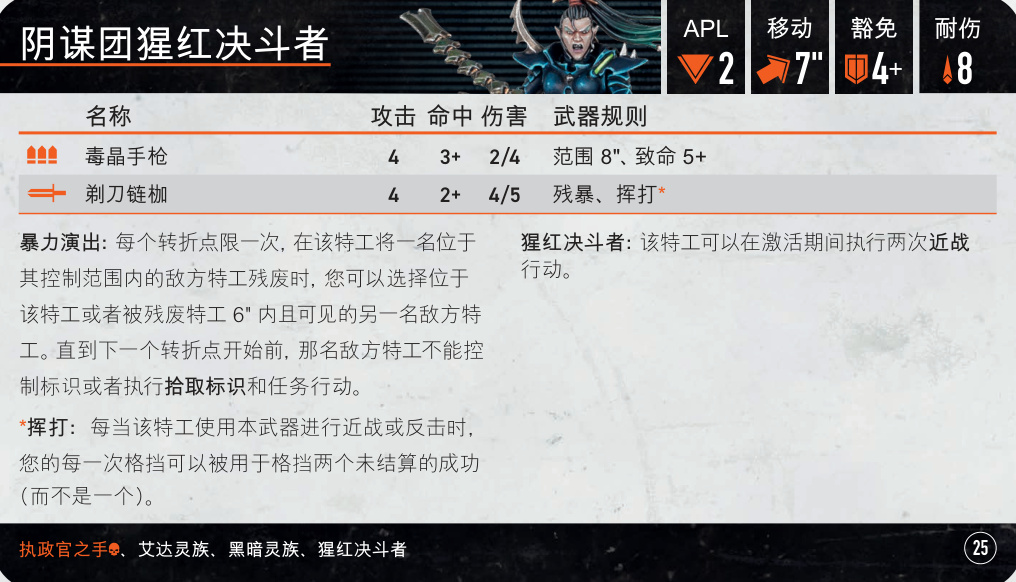 阴谋团猩红决斗者
APL 移动 豁免 耐伤
2 7" 4+ 8
名称 攻击 命中 伤害 武器规则
毒晶手枪 4 3+ 2/4 范围 8"、致命 5+
剃刀链枷 4 2+ 4/5 残暴、挥打*
暴力演出: 每个转折点限一次, 在该特工将一名位于
其控制范围内的敌方特工残废时, 您可以选择位于
该特工或者被残废特工 6" 内且可见的另一名敌方特
工。直到下一个转折点开始前, 那名敌方特工不能控
制标识或者执行拾取标识和任务行动。
*挥打: 每当该特工使用本武器进行近战或反击时,
您的每一次格挡可以被用于格挡两个未结算的成功
(而不是一个)。
猩红决斗者: 该特工可以在激活期间执行两次近战
行动。
执政官之手、艾达灵族、黑暗灵族、猩红决斗者
25